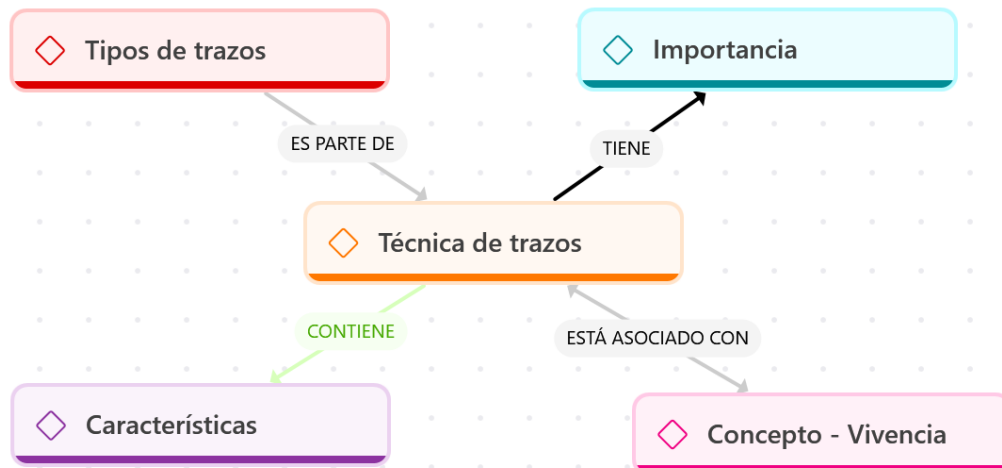 Tipos de trazos
Importancia
ES PARTE DE
TIENE
Técnica de trazos
CONTIENE
ESTÁ ASOCIADO CON
Características
Concepto - Vivencia